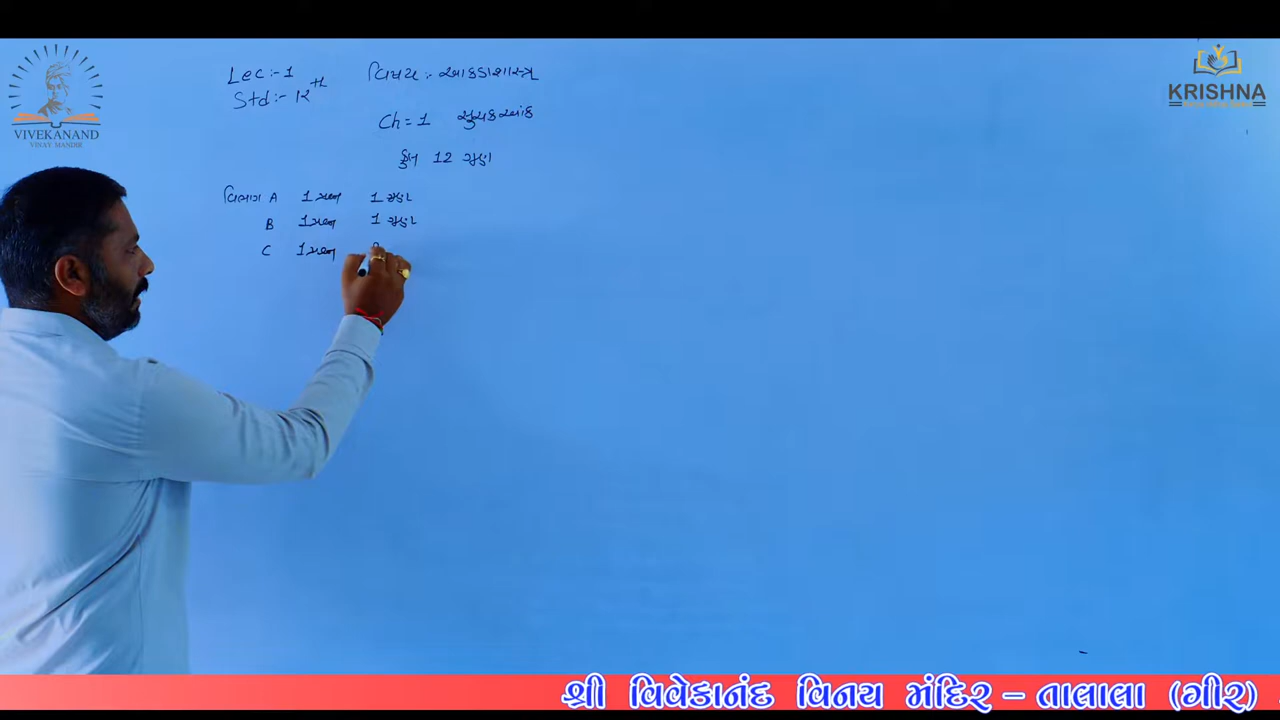 VIVEKANAND
VINAY MANDIR
KRISHNA
Lec:-1
Std:- 12th
વિષય:- આંકડાશાસ્ત્ર
Ch = 1 સુચક આંક
કુલ 12 ગુણ
વિભાગ A 1 પ્રશ્ન 1 ગુણ
B 1 પ્રશ્ન 1 ગુણ
C 1 પ્રશ્ન
શ્રી વિવેકાનંદ વિનય મંદિર – તાલાલા (ગીર)